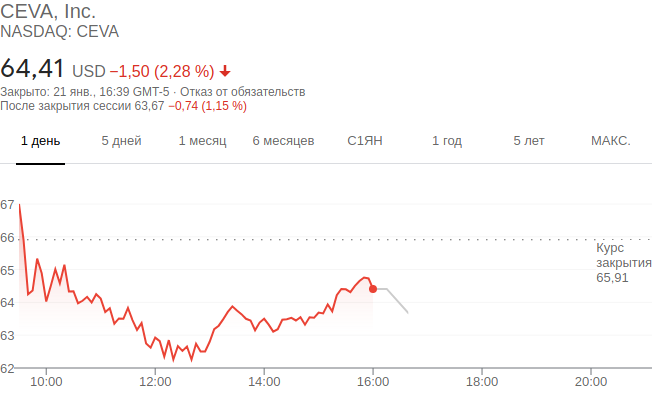 CEVA, Inc.
NASDAQ: CEVA
64,41 USD −1,50 (2,28 %)
Закрыто: 21 янв., 16:39 GMT-5 · Отказ от обязательств
После закрытия сессии 63,67 −0,74 (1,15 %)
1 день 5 дней 1 месяц 6 месяцев С1ЯН 1 год 5 лет МАКС.
67
66
Курс
закрытия
65,91
65
64
63
62
10:00 12:00 14:00 16:00 18:00 20:00